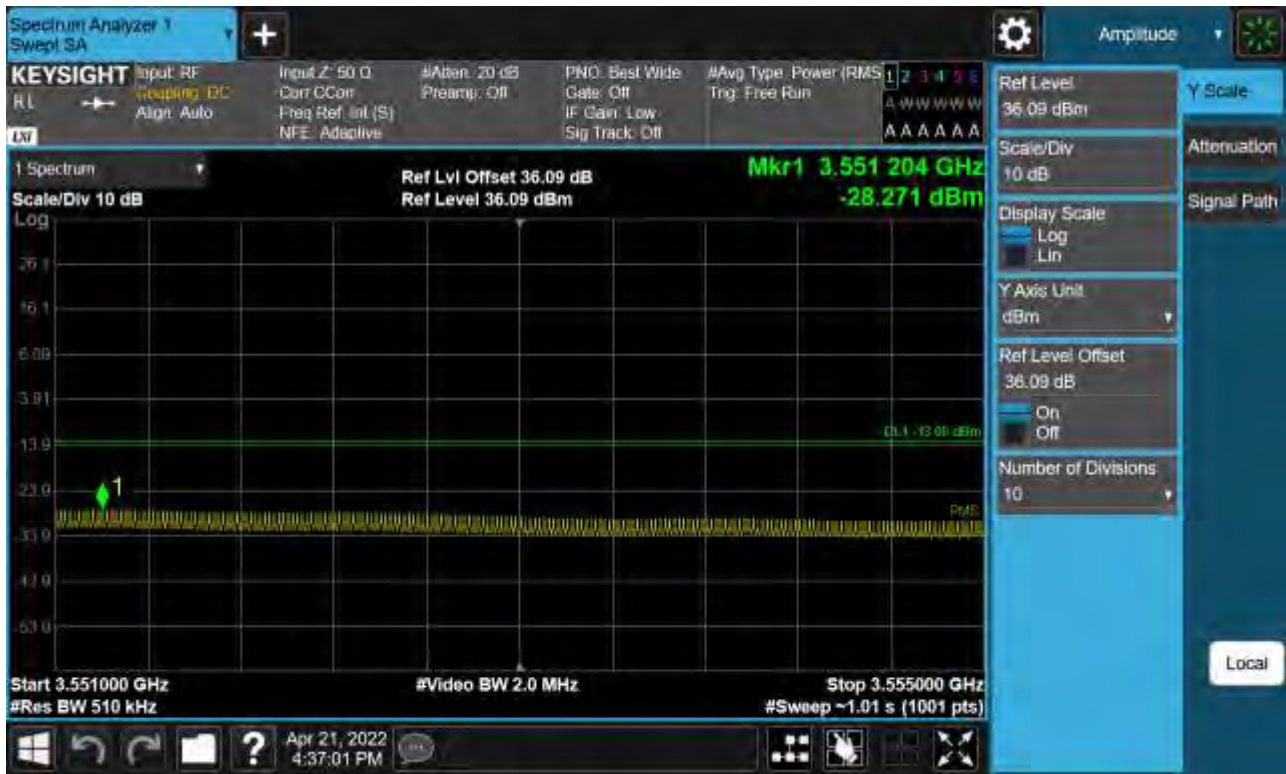 Spectrum Analyzer 1
Swept SA
Amplitude
KEYSIGHT
Input: RF
Coupling: DC
Align: Auto
Input Z: 50 Ω
Corr CCorr
Freq Ref: Int (S)
NFE: Adaptive
#Atten: 20 dB
Preamp: Off
PNO: Best Wide
Gate: Off
IF Gain: Low
Sig Track: Off
#Avg Type: Power (RMS
Trig: Free Run
1 2 3 4 5 6
A W W W W W
A A A A A A
R L
LXI
1 Spectrum
Scale/Div 10 dB
Log
Ref Lvl Offset 36.09 dB
Ref Level 36.09 dBm
Mkr1 3.551 204 GHz
-28.271 dBm
26.1
16.1
6.09
-3.91
-13.9
-23.9
-33.9
-43.9
-53.9
DL1 -13.00 dBm
1
RMS
Start 3.551000 GHz
#Res BW 510 kHz
#Video BW 2.0 MHz
Stop 3.555000 GHz
#Sweep ~1.01 s (1001 pts)
Ref Level
36.09 dBm
Scale/Div
10 dB
Display Scale
Log
Lin
Y Axis Unit
dBm
Ref Level Offset
36.09 dB
On
Off
Number of Divisions
10
Y Scale
Attenuation
Signal Path
Local
?
Apr 21, 2022
4:37:01 PM